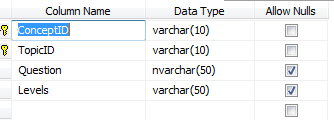 Column Name Data Type Allow Nulls
ConceptID varchar(10)
TopicID varchar(10)
Question nvarchar(50)
Levels varchar(50)